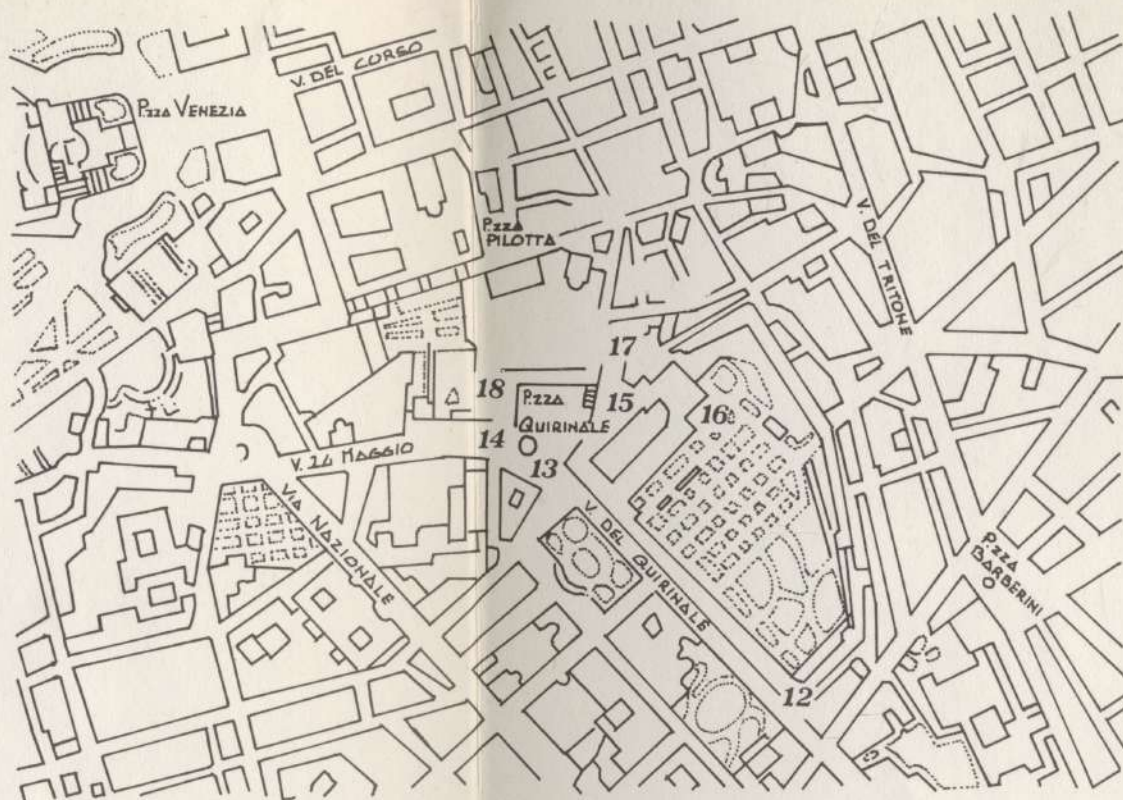 V. DEL CORSO
P.zza VENEZIA
P.zza
PILOTTA
V. DEL TRITONE
17
18
P.zza
15
16
QUIRINALE
14
V. 24 MAGGIO
13
VIA NAZIONALE
V. DEL QUIRINALE
P.zza
BARBERINI
12